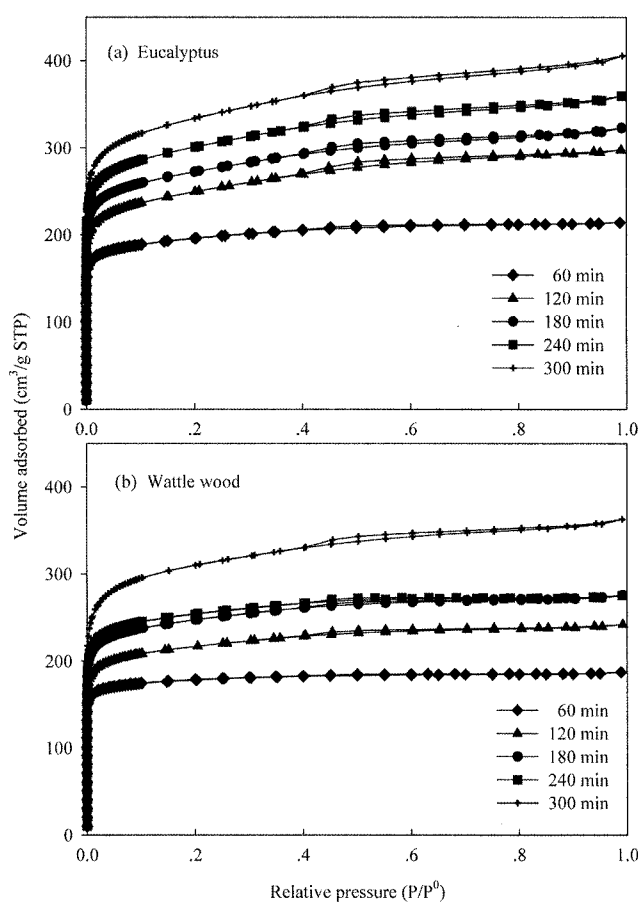 (a) Eucalyptus
400
300
200
100
0
0.0 .2 .4 .6 .8 1.0
60 min
120 min
180 min
240 min
300 min
Volume adsorbed (cm³/g STP)
(b) Wattle wood
400
300
200
100
0
0.0 .2 .4 .6 .8 1.0
60 min
120 min
180 min
240 min
300 min
Relative pressure (P/P⁰)